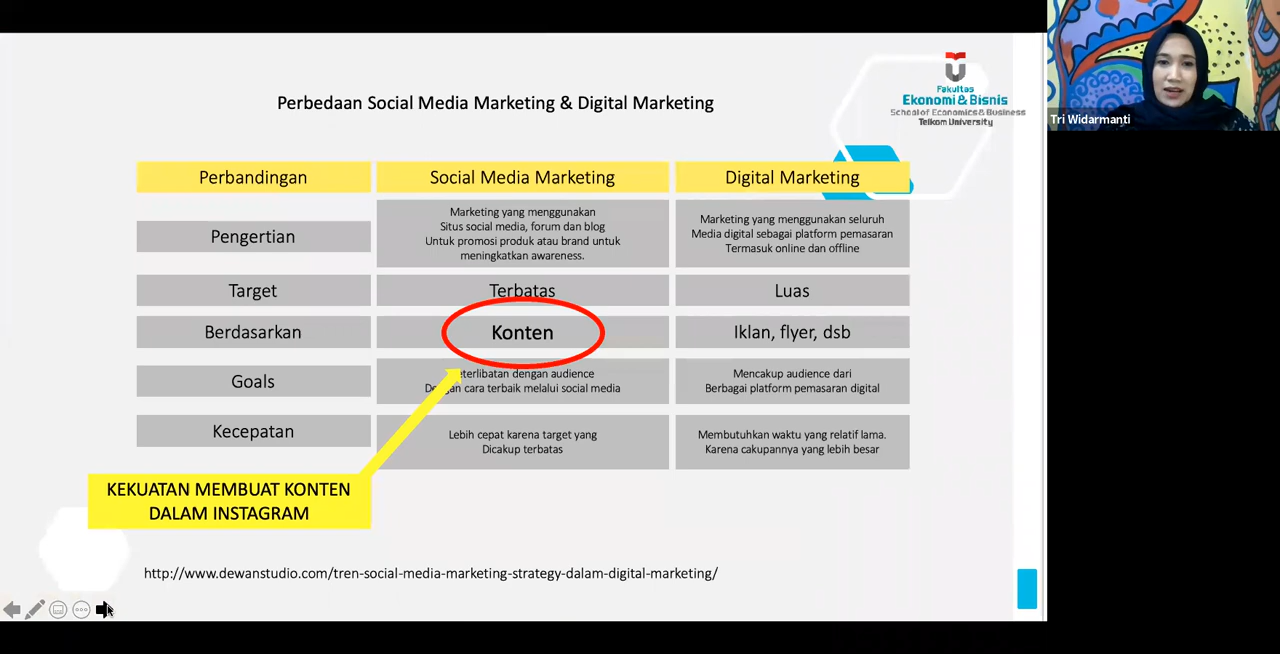 Perbedaan Social Media Marketing & Digital Marketing
Fakultas
Ekonomi & Bisnis
School of Economics & Business
Telkom University
Tri Widarmanti
Perbandingan
Social Media Marketing
Digital Marketing
Pengertian
Marketing yang menggunakan
Situs social media, forum dan blog
Untuk promosi produk atau brand untuk
meningkatkan awareness.
Marketing yang menggunakan seluruh
Media digital sebagai platform pemasaran
Termasuk online dan offline
Target
Terbatas
Luas
Berdasarkan
Konten
Iklan, flyer, dsb
Goals
eterlibatan dengan audience
Dengan cara terbaik melalui social media
Mencakup audience dari
Berbagai platform pemasaran digital
Kecepatan
Lebih cepat karena target yang
Dicakup terbatas
Membutuhkan waktu yang relatif lama.
Karena cakupannya yang lebih besar
KEKUATAN MEMBUAT KONTEN
DALAM INSTAGRAM
http://www.dewanstudio.com/tren-social-media-marketing-strategy-dalam-digital-marketing/